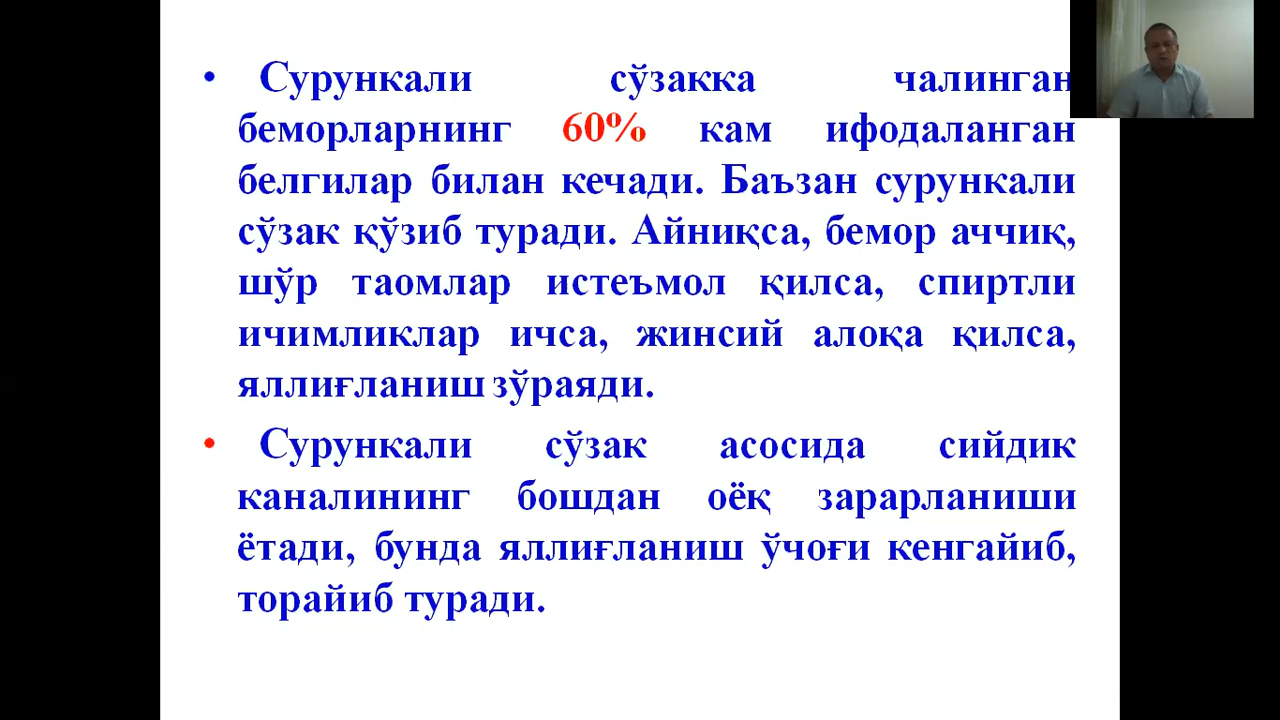 • Сурункали сўзакка чалинган
беморларнинг 60% кам ифодаланган
белгилар билан кечади. Баъзан сурункали
сўзак қўзиб туради. Айниқса, бемор аччиқ,
шўр таомлар истеъмол қилса, спиртли
ичимликлар ичса, жинсий алоқа қилса,
яллиғланиш зўраяди.
• Сурункали сўзак асосида сийдик
каналининг бошдан оёқ зарарланиши
ётади, бунда яллиғланиш ўчоғи кенгайиб,
торайиб туради.